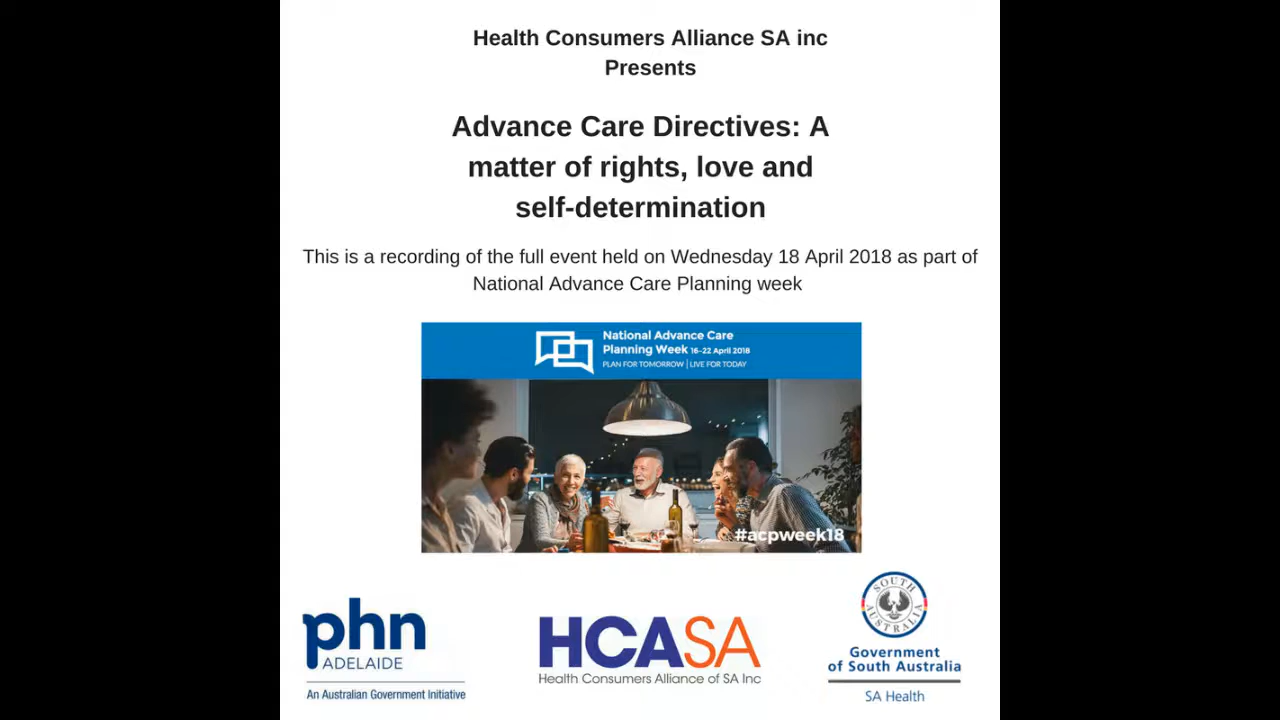 Health Consumers Alliance SA inc
Presents
Advance Care Directives: A
matter of rights, love and
self-determination
This is a recording of the full event held on Wednesday 18 April 2018 as part of
National Advance Care Planning week
National Advance Care
Planning Week 16-22 April 2018
PLAN FOR TOMORROW | LIVE FOR TODAY
#acpweek18
phn
ADELAIDE
An Australian Government Initiative
HCASA
Health Consumers Alliance of SA Inc
SOUTH AUSTRALIA
Government
of South Australia
SA Health